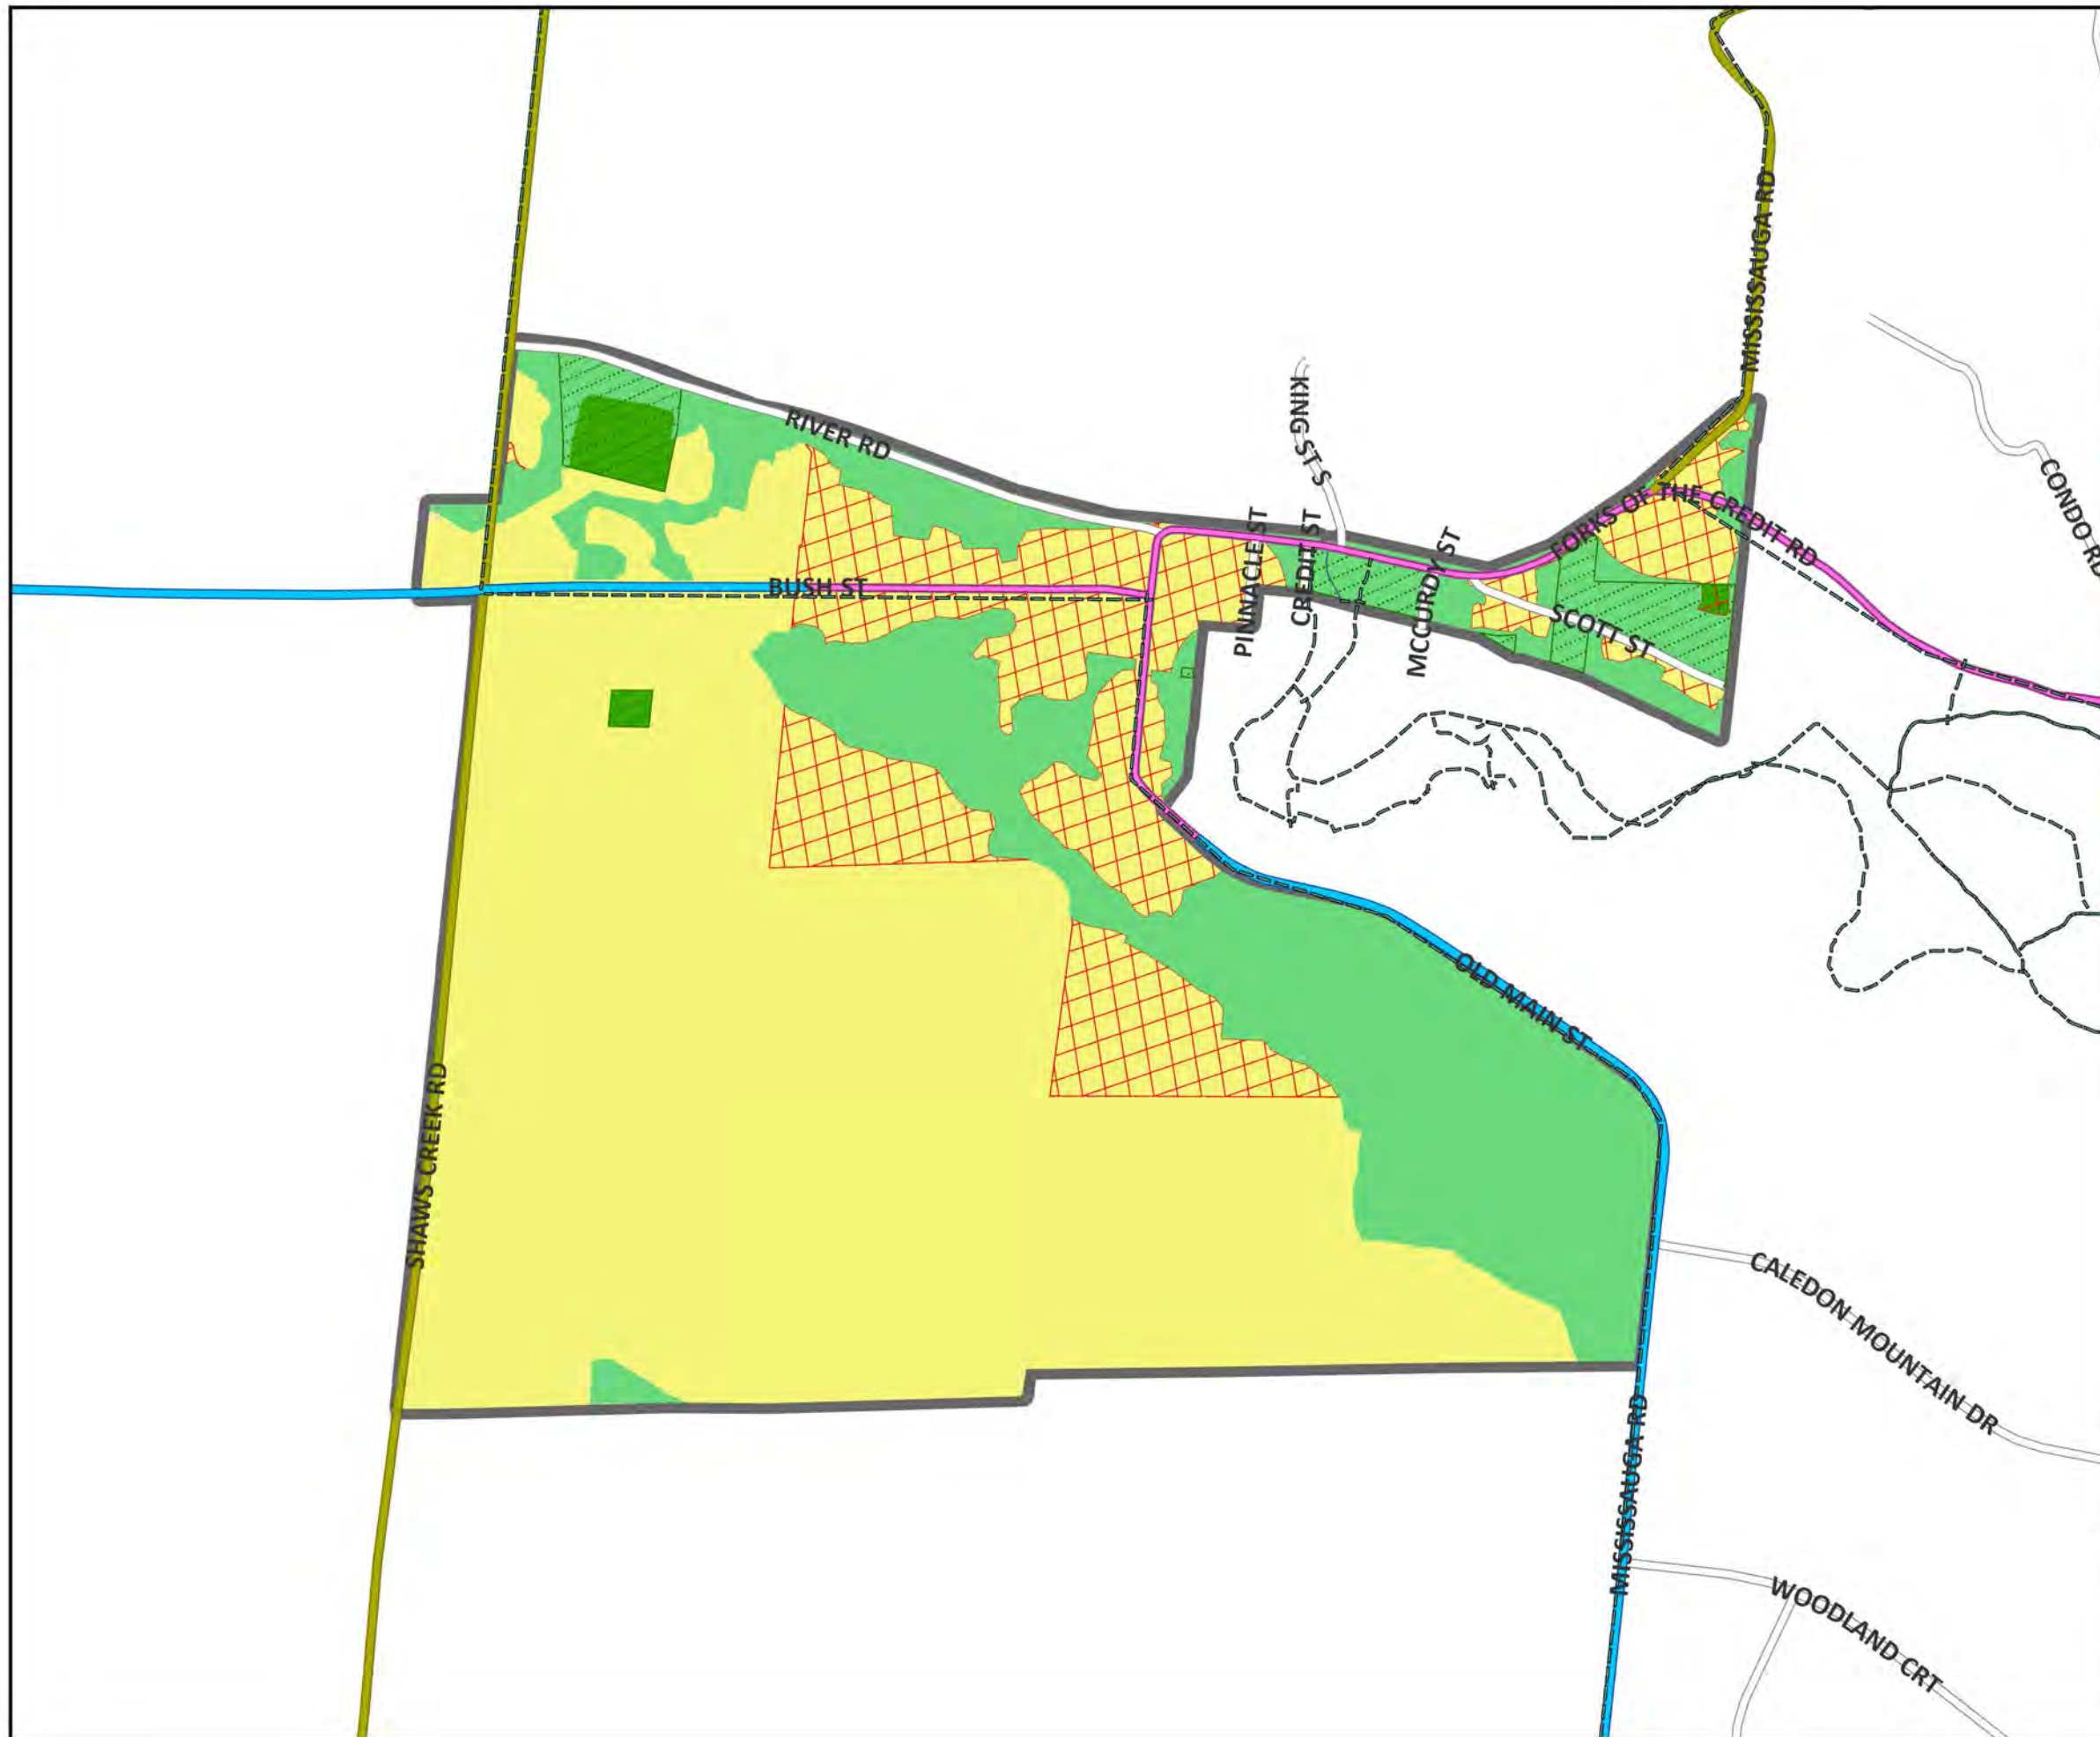 MISSISSAUGA RD
RIVER RD
KING ST S
CONDO RD
FORKS OF THE CREDIT RD
PINNACLE ST
CREDIT ST
MCCURDY ST
BUSH ST
SCOTT ST
OLD MAIN ST
SHAWS CREEK RD
CALEDON MOUNTAIN DR
MISSISSAUGA RD
WOODLAND CRT